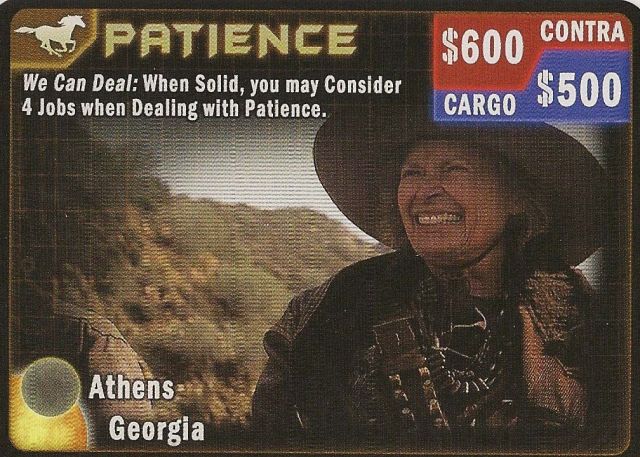 PATIENCE
We Can Deal: When Solid, you may Consider
4 Jobs when Dealing with Patience.
$600 CONTRA
CARGO $500
Athens
Georgia